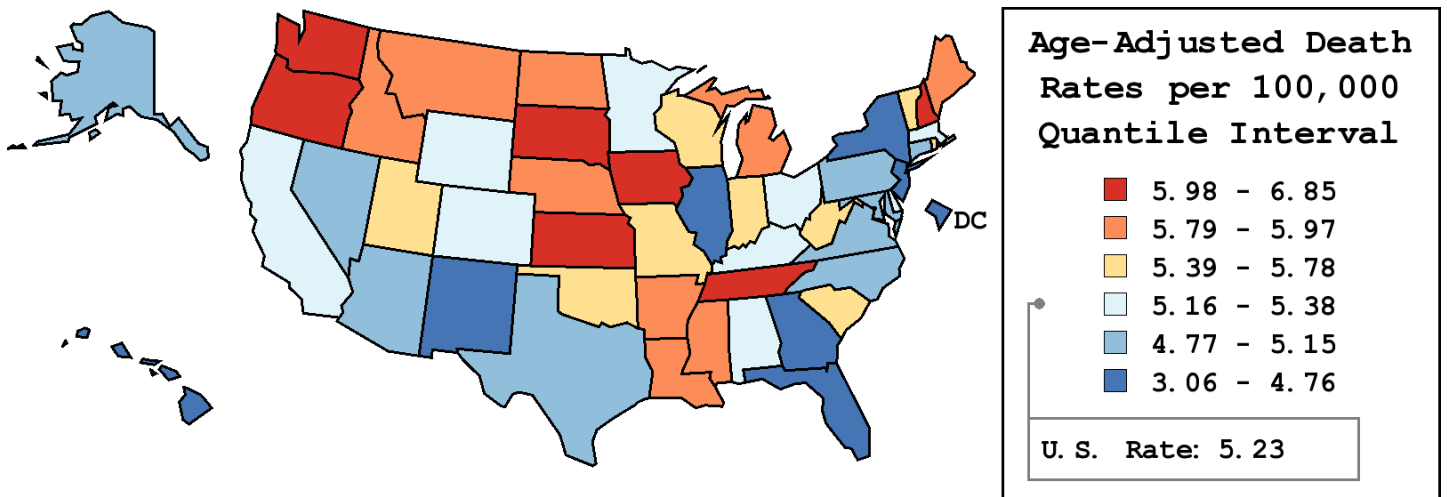 Age-Adjusted Death
Rates per 100,000
Quantile Interval
5.98 - 6.85
5.79 - 5.97
5.39 - 5.78
5.16 - 5.38
4.77 - 5.15
3.06 - 4.76
U.S. Rate: 5.23
DC